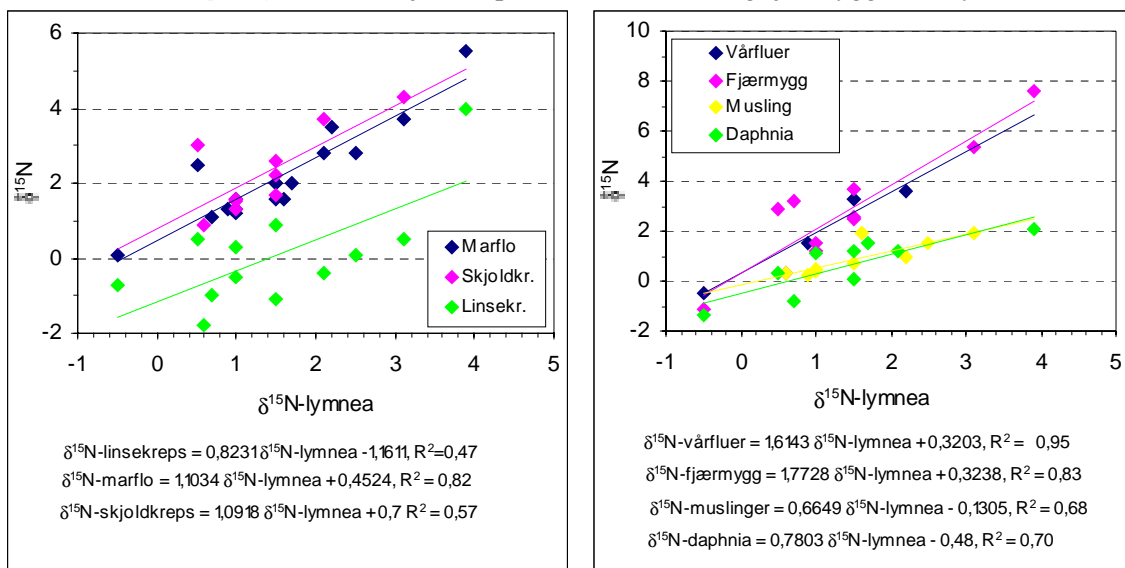 6
4
2
0
-2
-1 0 1 2 3 4 5
δ¹⁵N
δ¹⁵N-lymnea
Marflo
Skjoldkr.
Linsekr.
δ¹⁵N-linsekreps = 0,8231 δ¹⁵N-lymnea -1,1611, R²=0,47
δ¹⁵N-marflo = 1,1034 δ¹⁵N-lymnea + 0,4524, R² = 0,82
δ¹⁵N-skjoldkreps = 1,0918 δ¹⁵N-lymnea + 0,7 R² = 0,57
10
8
6
4
2
0
-2
-1 0 1 2 3 4 5
δ¹⁵N
δ¹⁵N-lymnea
Vårfluer
Fjærmygg
Musling
Daphnia
δ¹⁵N-vårfluer = 1,6143 δ¹⁵N-lymnea + 0,3203, R² = 0,95
δ¹⁵N-fjærmygg = 1,7728 δ¹⁵N-lymnea + 0,3238, R² = 0,83
δ¹⁵N-muslinger = 0,6649 δ¹⁵N-lymnea - 0,1305, R² = 0,68
δ¹⁵N-daphnia = 0,7803 δ¹⁵N-lymnea - 0,48, R² = 0,70